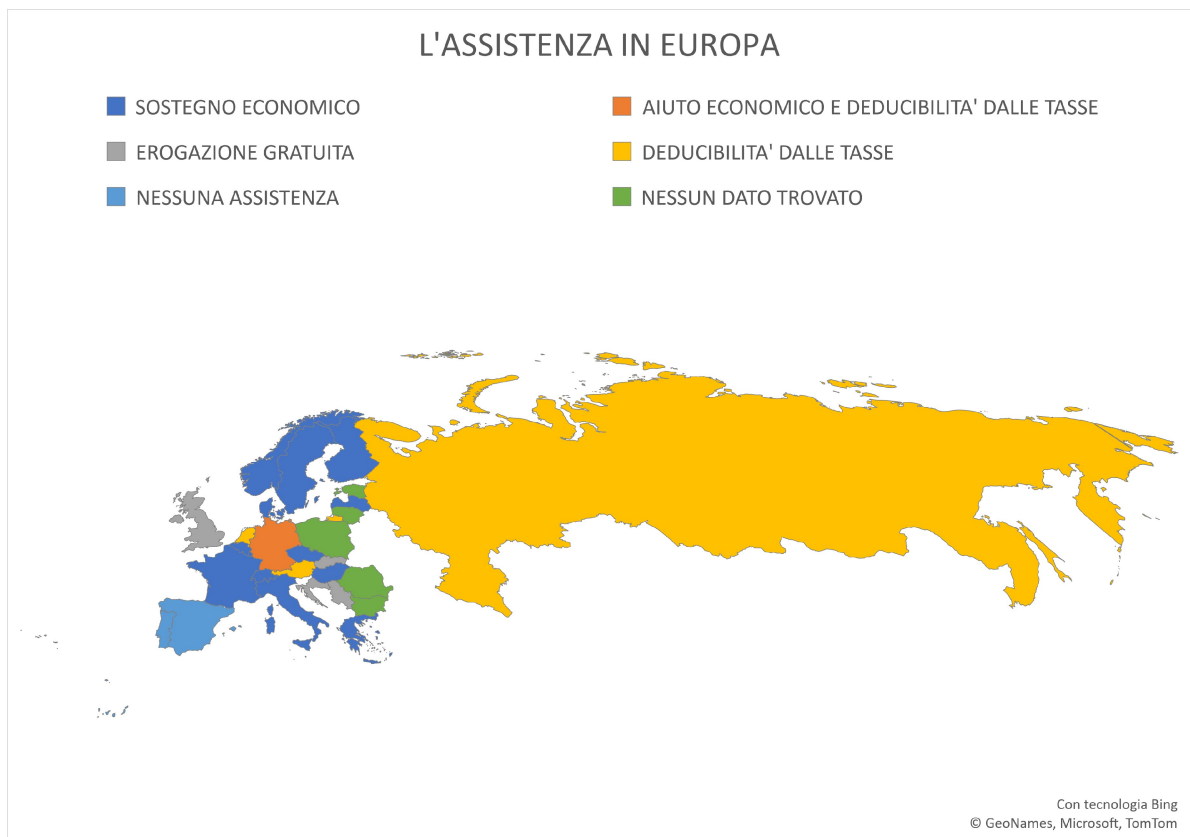 L'ASSISTENZA IN EUROPA
SOSTEGNO ECONOMICO
AIUTO ECONOMICO E DEDUCIBILITA' DALLE TASSE
EROGAZIONE GRATUITA
DEDUCIBILITA' DALLE TASSE
NESSUNA ASSISTENZA
NESSUN DATO TROVATO
Con tecnologia Bing
© GeoNames, Microsoft, TomTom